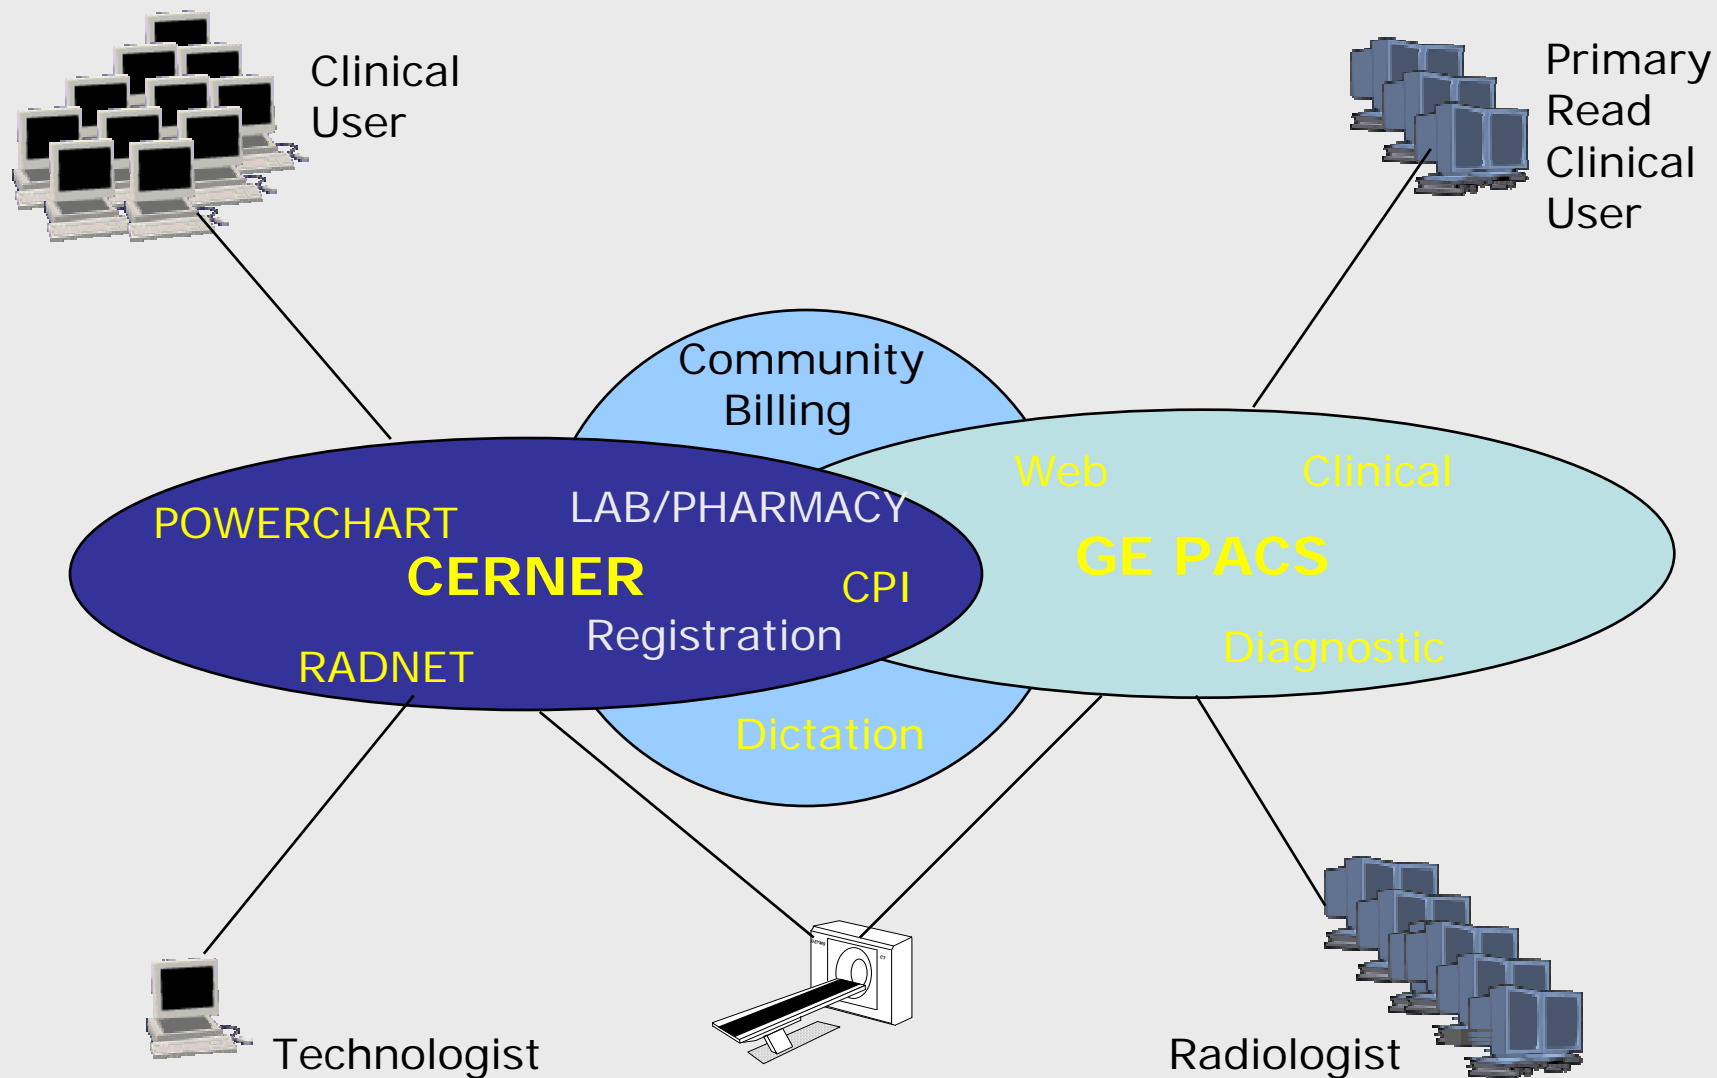 Clinical
User
Primary
Read
Clinical
User
Community
Billing
POWERCHART
LAB/PHARMACY
CERNER
CPI
Registration
RADNET
Web
Clinical
GE PACS
Diagnostic
Dictation
Technologist
Radiologist